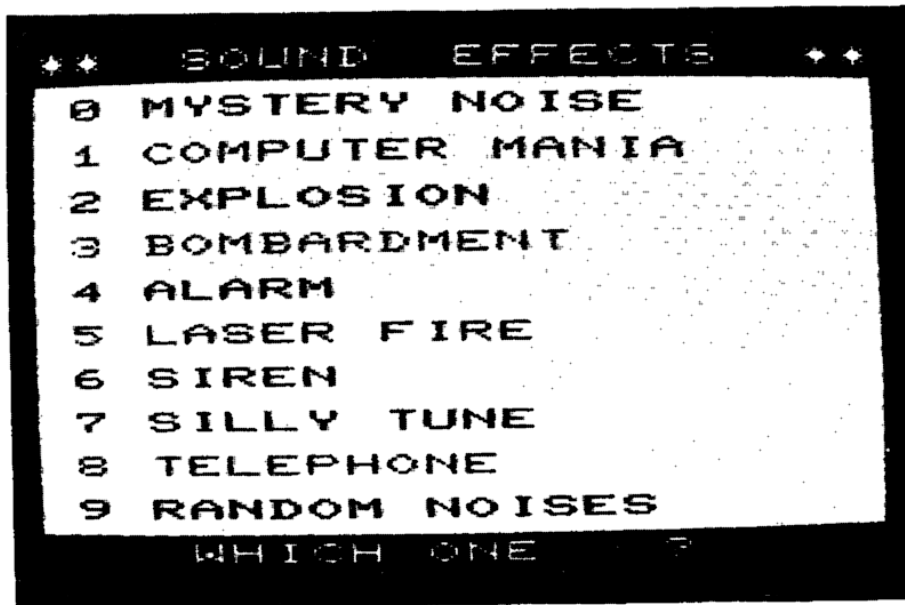 ** SOUND EFFECTS **
0 MYSTERY NOISE
1 COMPUTER MANIA
2 EXPLOSION
3 BOMBARDMENT
4 ALARM
5 LASER FIRE
6 SIREN
7 SILLY TUNE
8 TELEPHONE
9 RANDOM NOISES
WHICH ONE ?